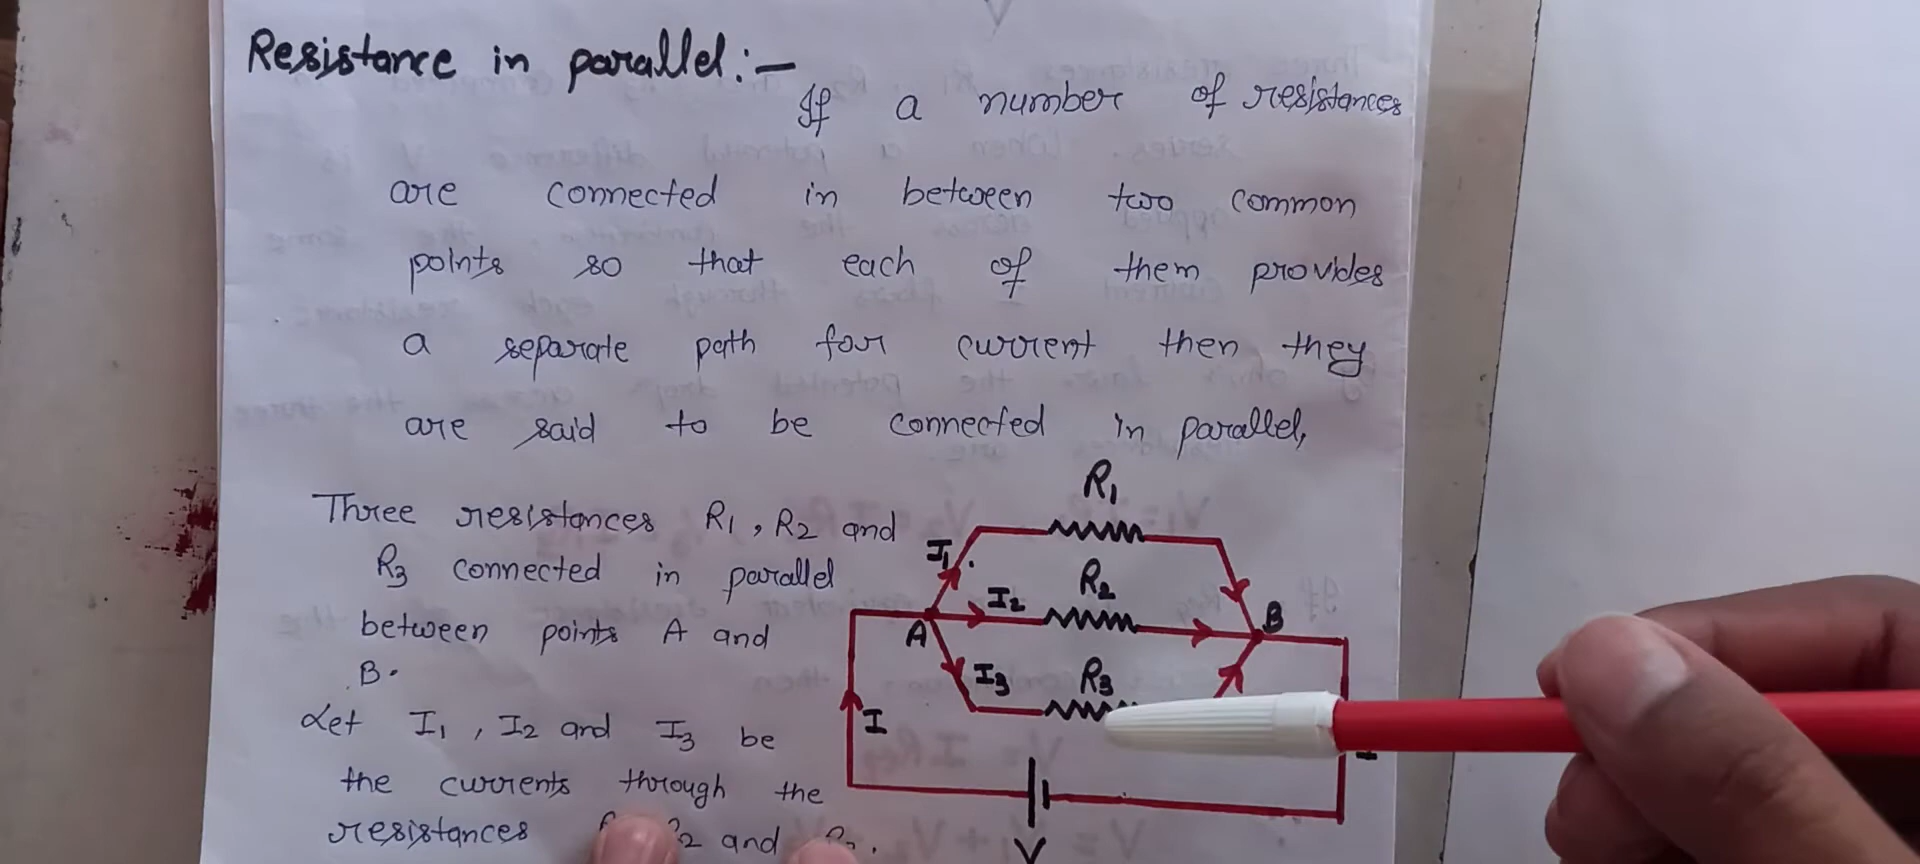 Resistance in parallel:-
If a number of resistances
are connected in between two common
points so that each of them provides
a separate path for current then they
are said to be connected in parallel,
Three resistances R1, R2 and
R3 connected in parallel
between points A and
B.
Let I1, I2 and I3 be
the currents through the
resistances R2 and
R1
I1
R2
I2
A
B
I3
R3
I
V